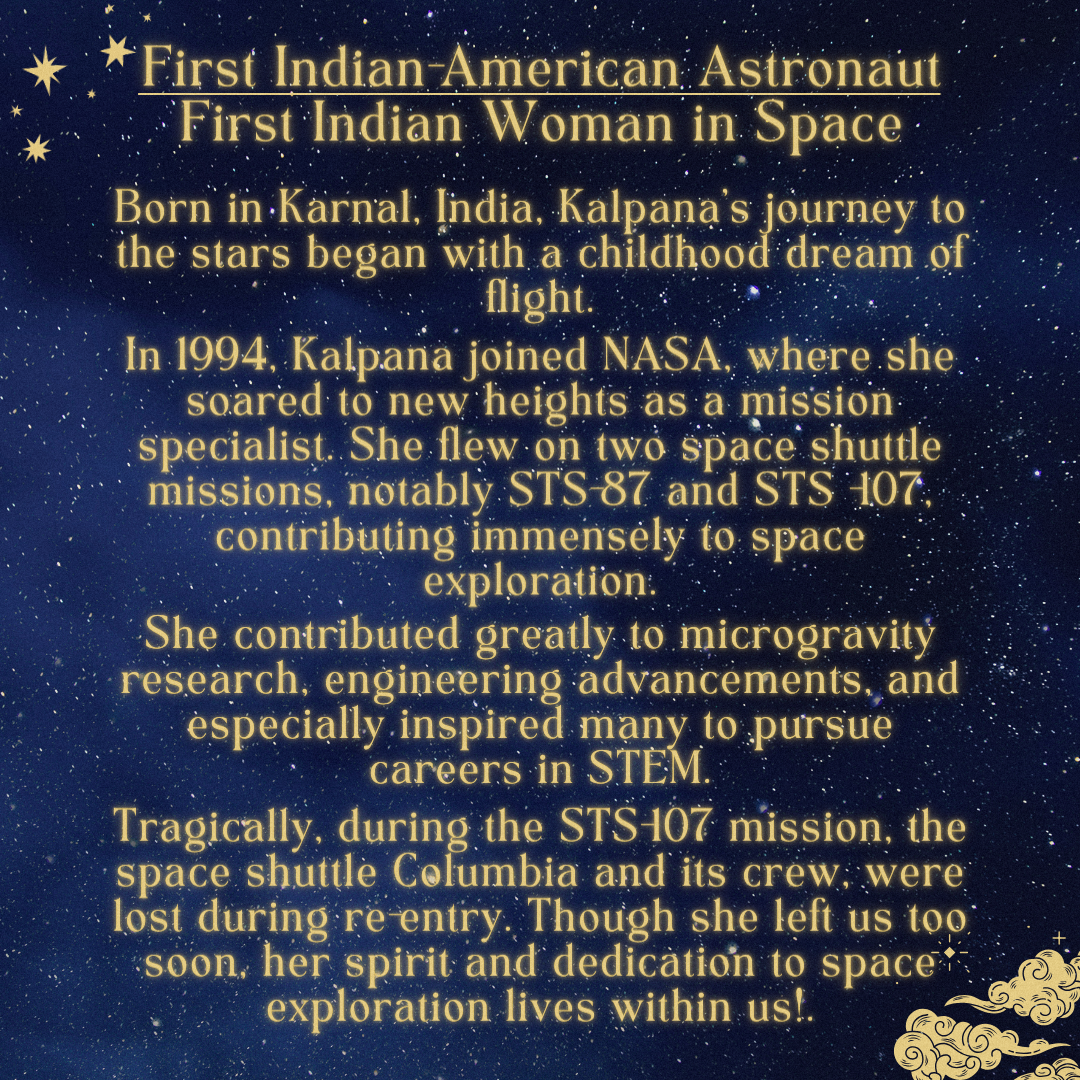 First Indian-American Astronaut
First Indian Woman in Space
Born in Karnal, India, Kalpana's journey to
the stars began with a childhood dream of
flight.
In 1994, Kalpana joined NASA, where she
soared to new heights as a mission
specialist. She flew on two space shuttle
missions, notably STS-87 and STS -107,
contributing immensely to space
exploration.
She contributed greatly to microgravity
research, engineering advancements, and
especially inspired many to pursue
careers in STEM.
Tragically, during the STS-107 mission, the
space shuttle Columbia and its crew, were
lost during re-entry. Though she left us too
soon, her spirit and dedication to space
exploration lives within us!.